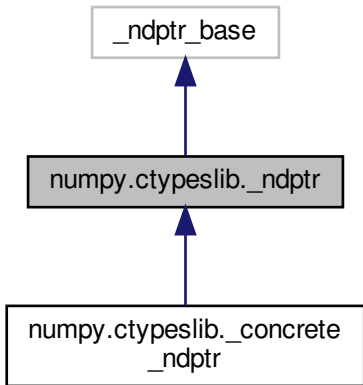 _ndptr_base
numpy.ctypeslib._ndptr
numpy.ctypeslib._concrete
_ndptr